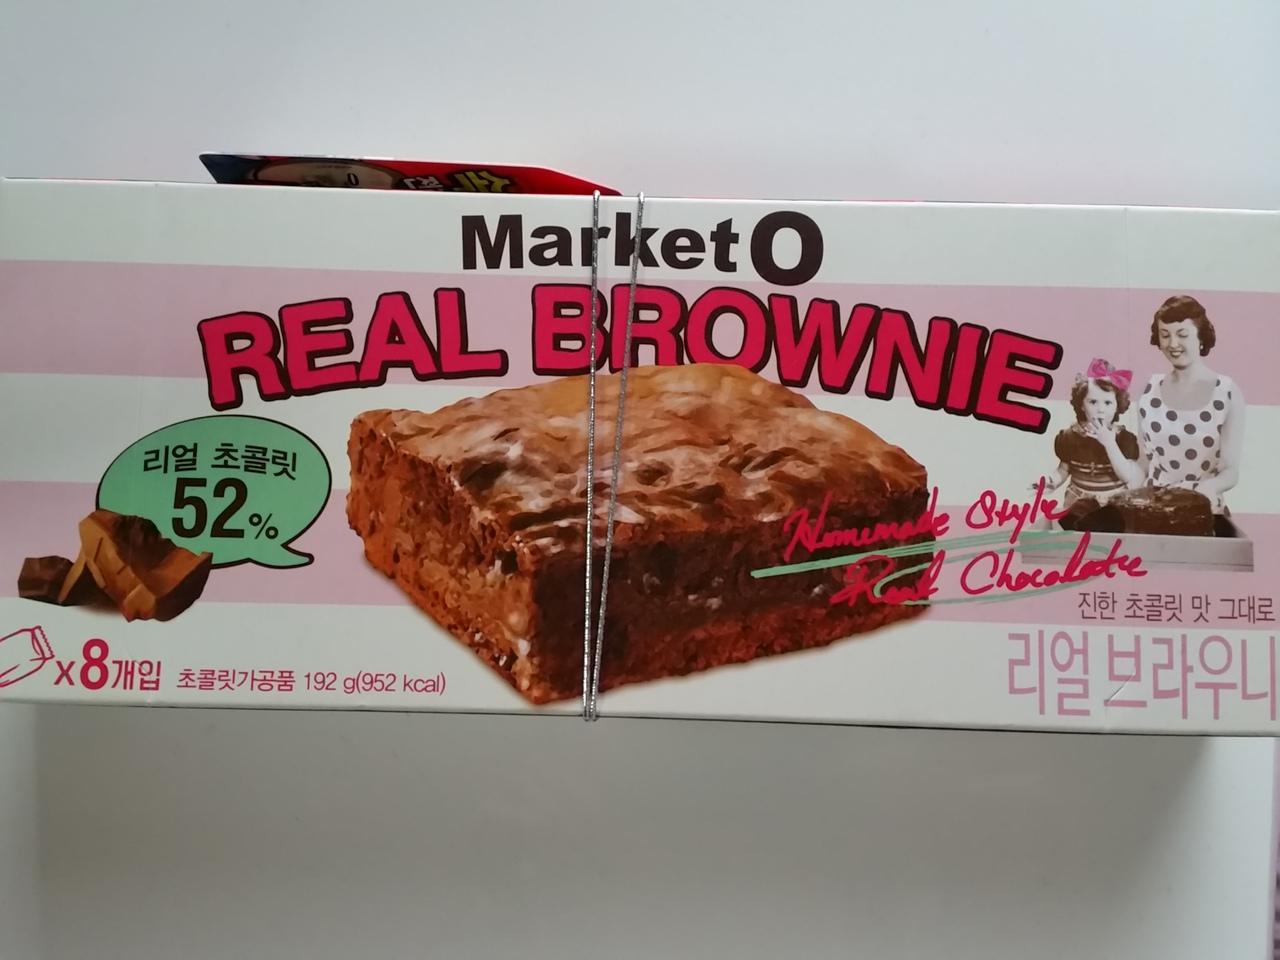 Market O
REAL BROWNIE
리얼 초콜릿
52%
Homemade Style
Real Chocolate
진한 초콜릿 맛 그대로
리얼 브라우니
x8개입 초콜릿가공품 192 g(952 kcal)